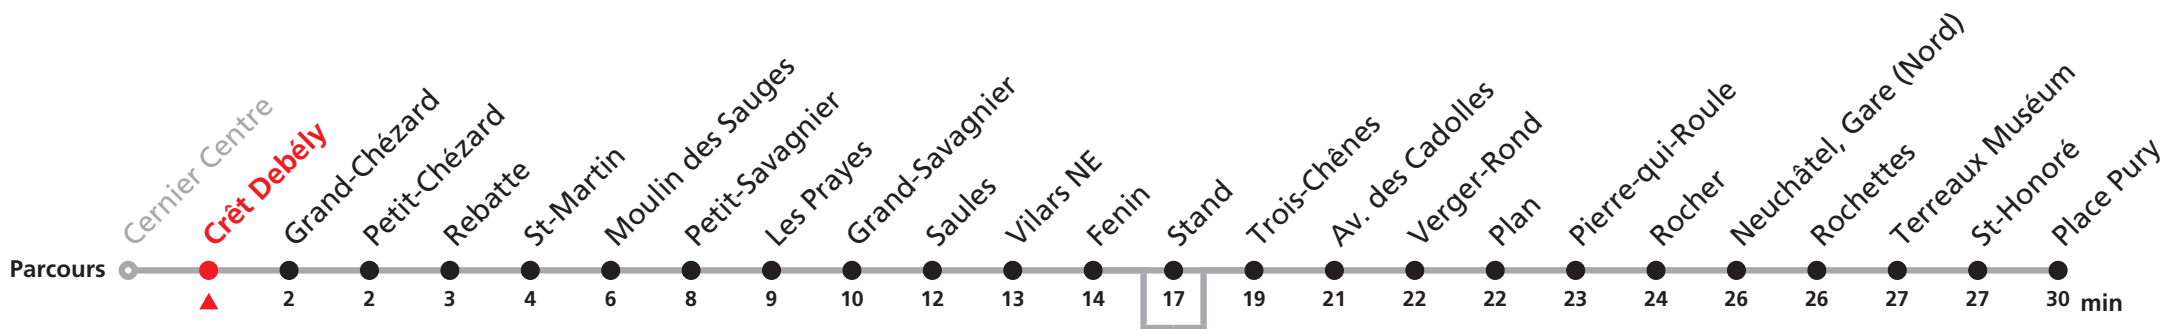 Cernier Centre
Crêt Debély
Grand-Chézard
Petit-Chézard
Rebatte
St-Martin
Moulin des Sauges
Petit-Savagnier
Les Prayes
Grand-Savagnier
Saules
Vilars NE
Fenin
Stand
Trois-Chênes
Av. des Cadolles
Verger-Rond
Plan
Pierre-qui-Roule
Rocher
Neuchâtel, Gare (Nord)
Rochettes
Terreaux Muséum
St-Honoré
Place Pury
Parcours
2 2 3 4 6 8 9 10 12 13 14 17 19 21 22 22 23 24 26 26 27 27 30 min